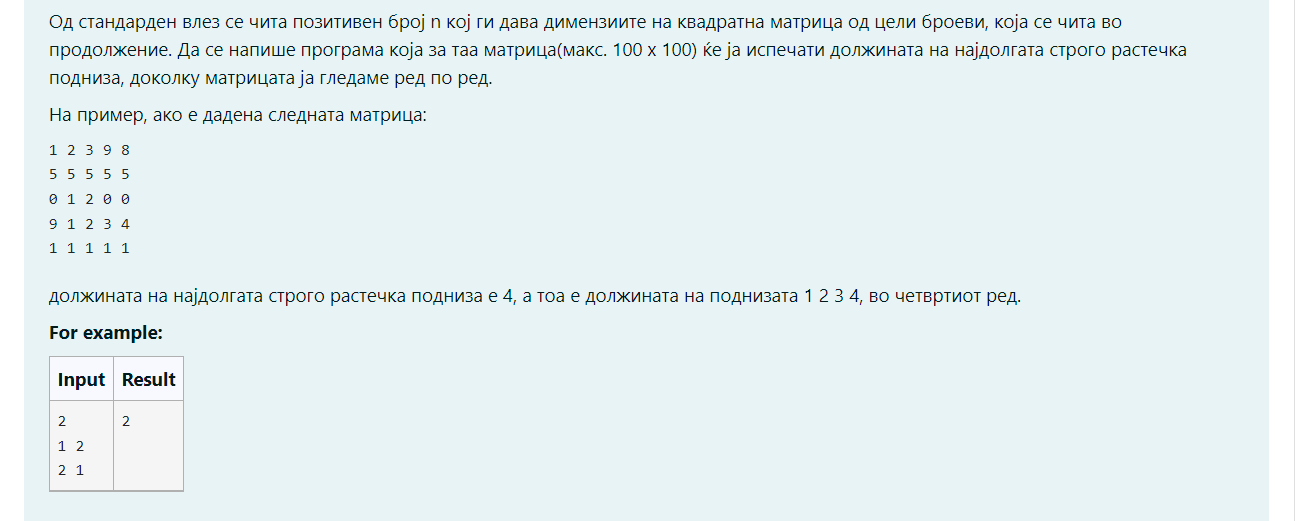 Од стандарден влез се чита позитивен број n кој ги дава димензиите на квадратна матрица од цели броеви, која се чита во
продолжение. Да се напише програма која за таа матрица(макс. 100 x 100) ќе ја испечати должината на најдолгата строго растечка
подниза, доколку матрицата ја гледаме ред по ред.
На пример, ако е дадена следната матрица:
1 2 3 9 8
5 5 5 5 5
0 1 2 0 0
9 1 2 3 4
1 1 1 1 1
должината на најдолгата строго растечка подниза е 4, а тоа е должината на поднизата 1 2 3 4, во четвртиот ред.
For example:
Input Result
2 2
1 2
2 1